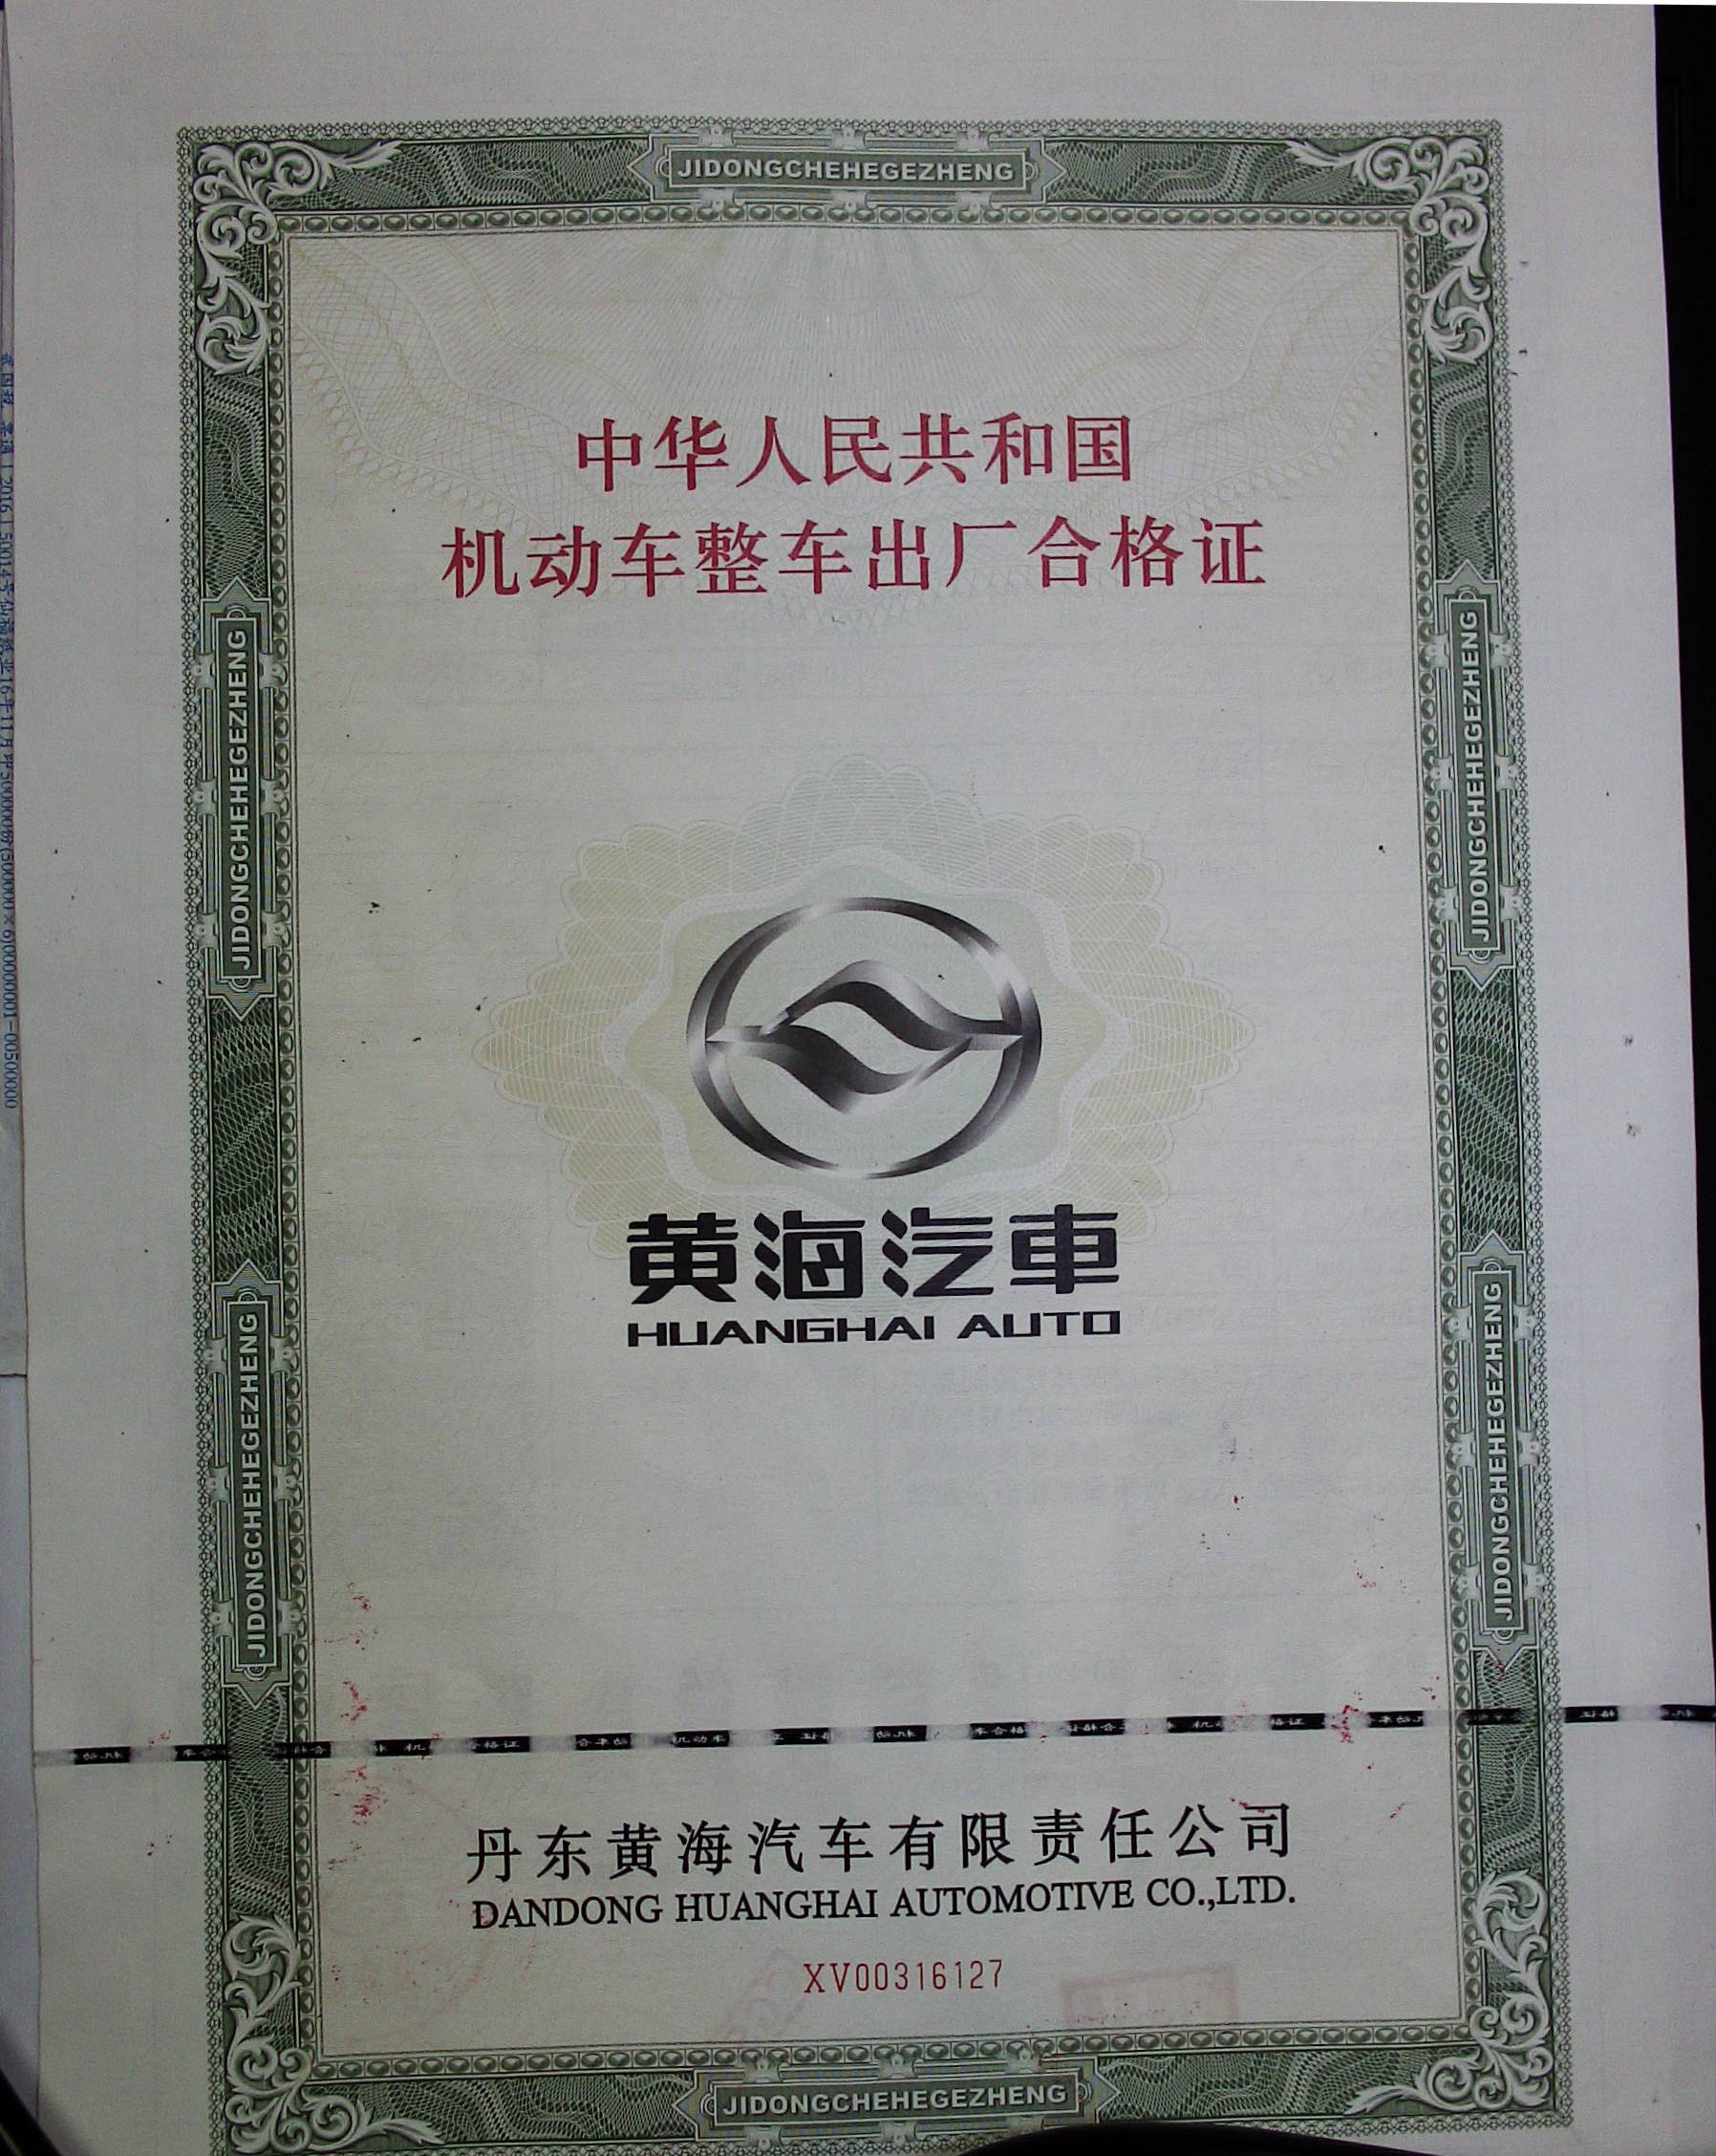 JIDONGCHEHEGEZHENG
中华人民共和国
机动车整车出厂合格证
JIDONGCHEHEGEZHENG
JIDONGCHEHEGEZHENG
黄海汽車
HUANGHAI AUTO
JIDONGCHEHEGEZHENG
JIDONGCHEHEGEZHENG
丹东黄海汽车有限责任公司
DANDONG HUANGHAI AUTOMOTIVE CO.,LTD.
XV00316127
JIDONGCHEHEGEZHENG